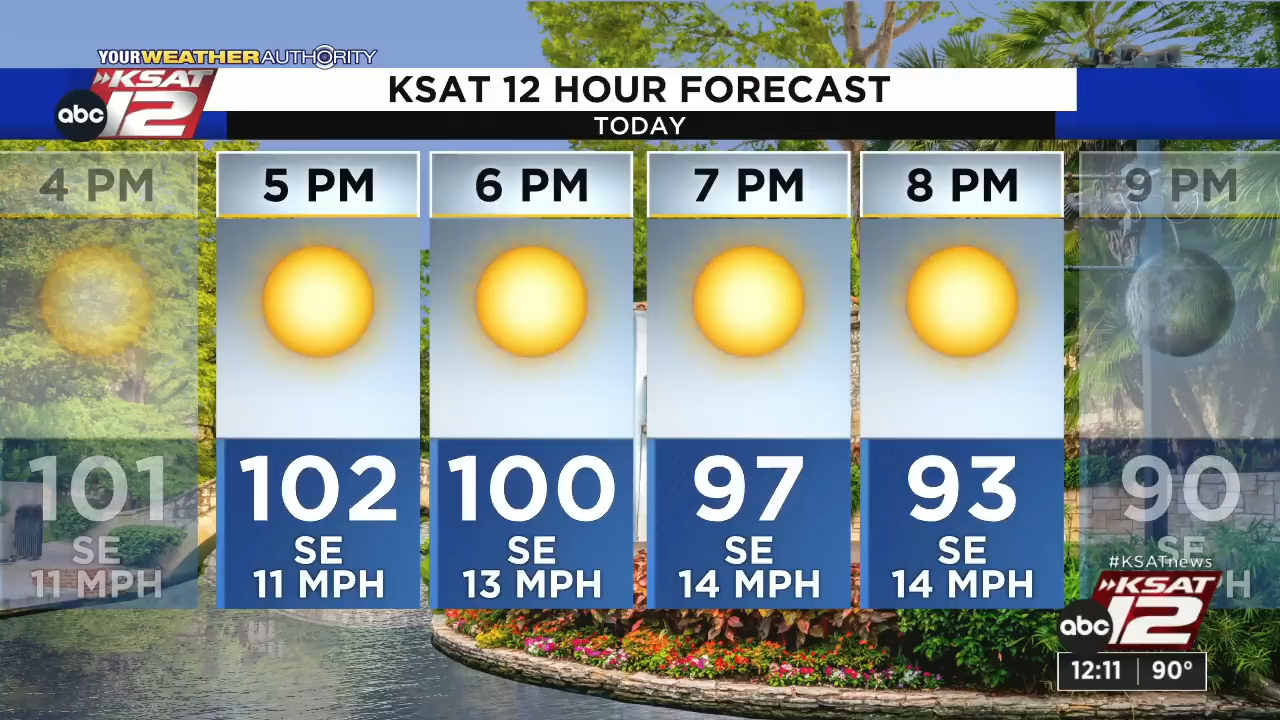 YOUR WEATHER AUTHORITY
KSAT 12
abc
KSAT 12 HOUR FORECAST
TODAY
4 PM
101
SE
11 MPH
5 PM
102
SE
11 MPH
6 PM
100
SE
13 MPH
7 PM
97
SE
14 MPH
8 PM
93
SE
14 MPH
9 PM
90
SE
#KSATnews
KSAT
12
abc
12:11 90°